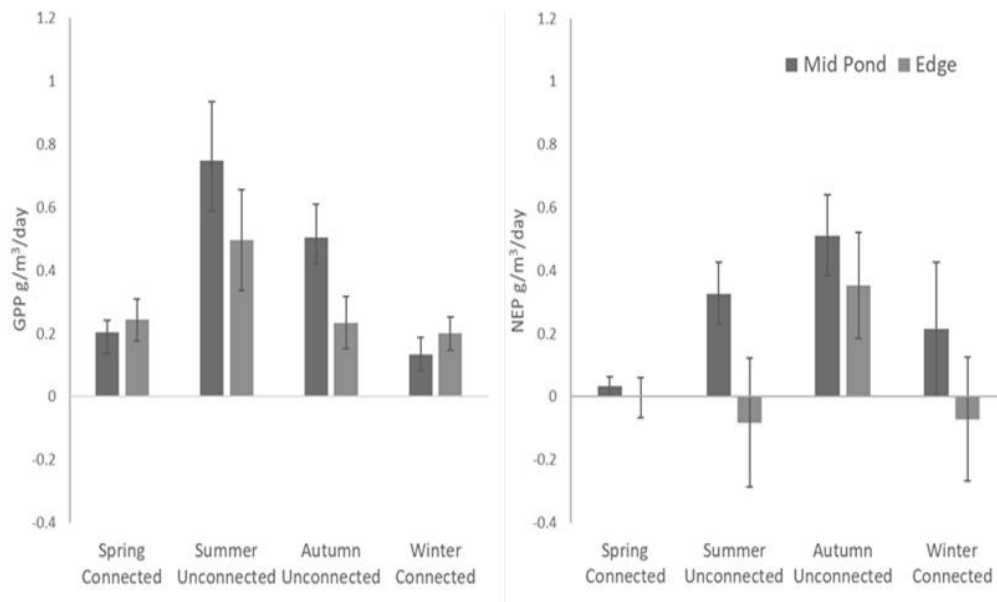 1.2
1
0.8
0.6
0.4
0.2
0
-0.2
-0.4
GPP g/m³/day
Spring Summer Autumn Winter
Connected Unconnected Unconnected Connected
1.2
1
0.8
0.6
0.4
0.2
0
-0.2
-0.4
NEP g/m³/day
Mid Pond Edge
Spring Summer Autumn Winter
Connected Unconnected Unconnected Connected